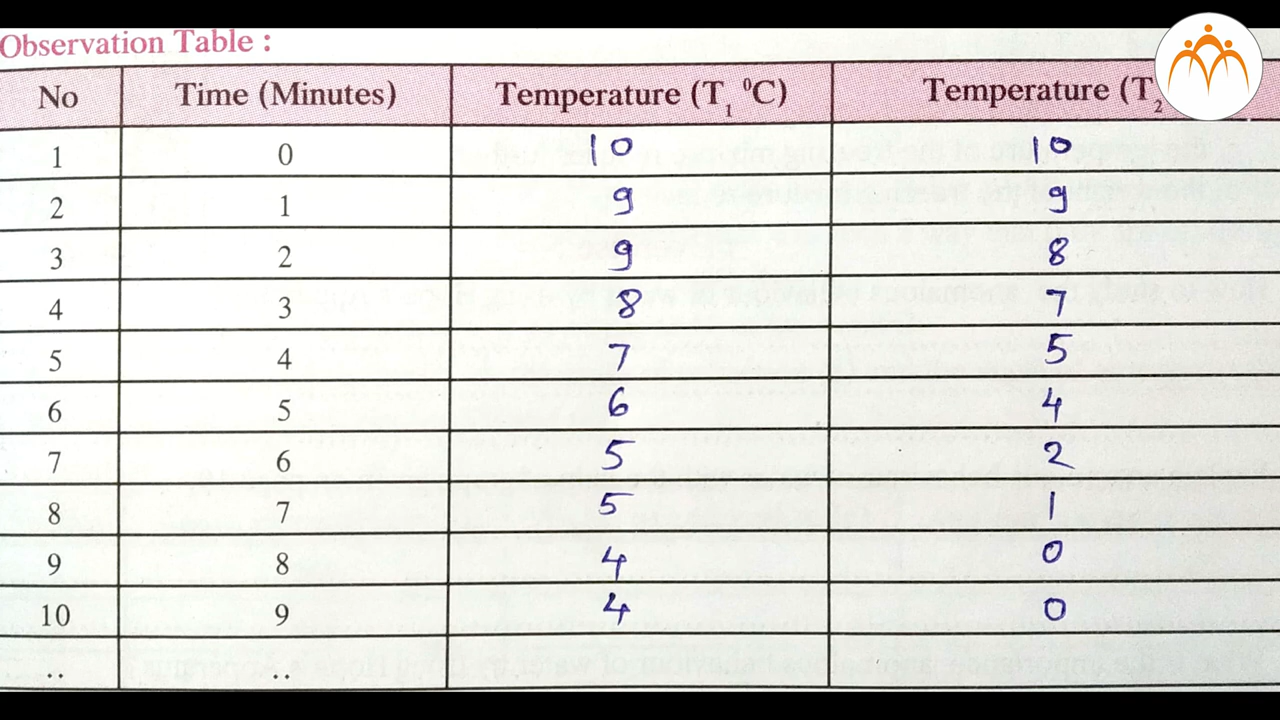 Observation Table :
No Time (Minutes) Temperature (T₁ ⁰C) Temperature (T₂
1 0 10 10
2 1 9 9
3 2 9 8
4 3 8 7
5 4 7 5
6 5 6 4
7 6 5 2
8 7 5 1
9 8 4 0
10 9 4 0
.. ..